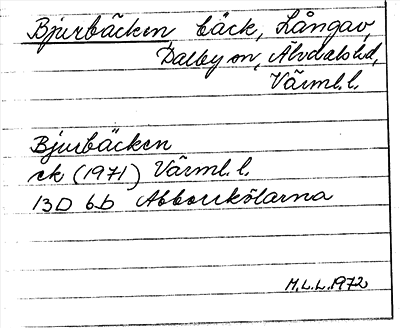 Bjurbäcken, bäck, Långav,
Dalby sn, Älvdals hd,
Värml. l.
Bjurbäcken
ek (1971) Värml. l.
13D 6b Abborrkölarna
M.L.L. 1972